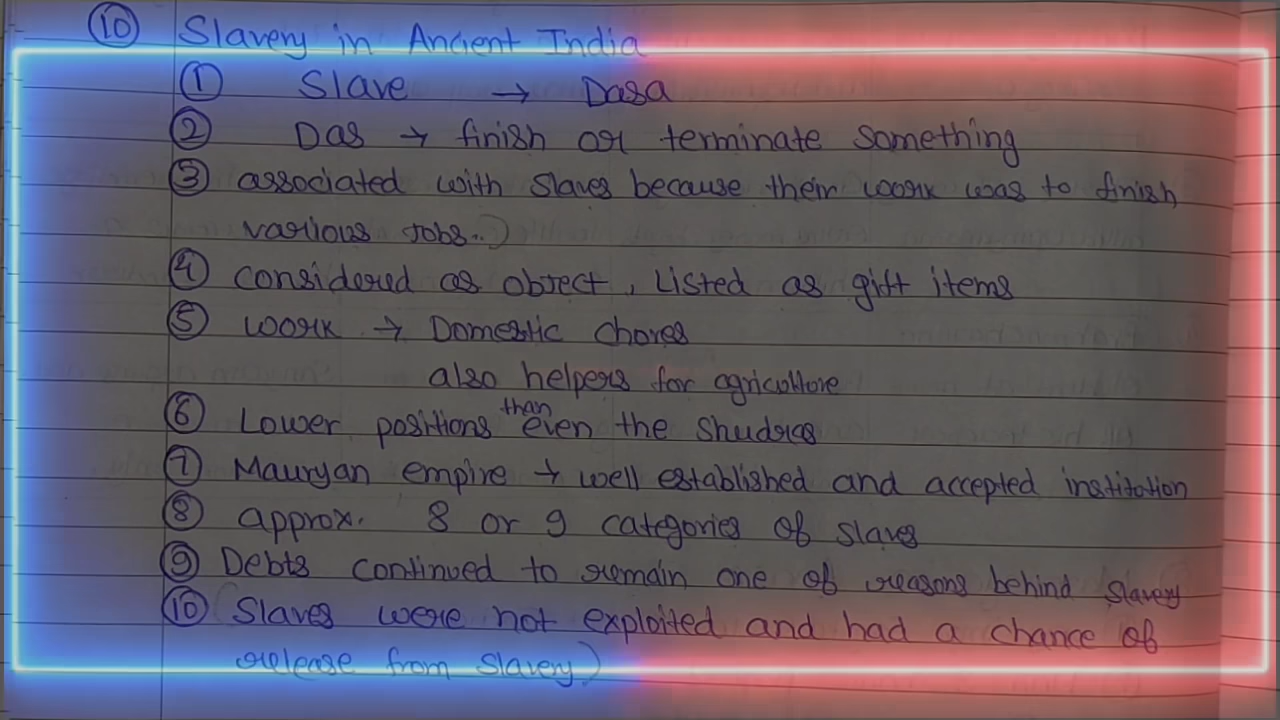 ⑩ Slavery in Ancient India
① Slave → Dasa
② Das → finish or terminate something
③ associated with slaves because their work was to finish
various Jobs..)
④ considered as object, Listed as gift items
⑤ work → Domestic chores
also helpers for agriculture
⑥ Lower positions than even the shudras
⑦ Mauryan empire → well established and accepted institution
⑧ approx. 8 or 9 categories of slaves
⑨ Debts continued to remain one of reasons behind slavery
⑩ Slaves were not exploited and had a chance of
release from slavery)